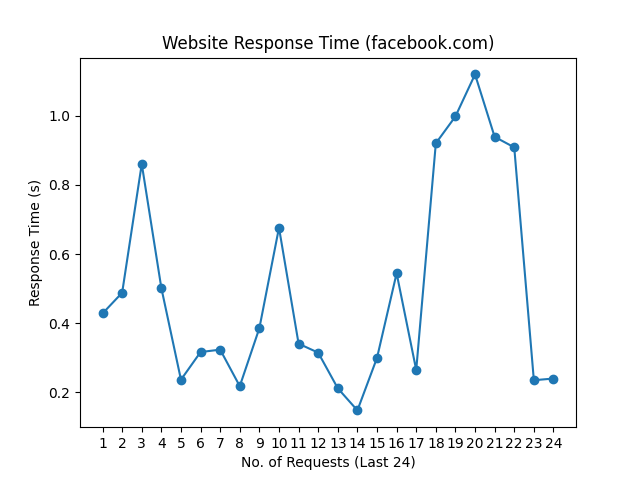 Website Response Time (facebook.com)
1.0
0.8
0.6
0.4
0.2
Response Time (s)
1 2 3 4 5 6 7 8 9 10 11 12 13 14 15 16 17 18 19 20 21 22 23 24
No. of Requests (Last 24)